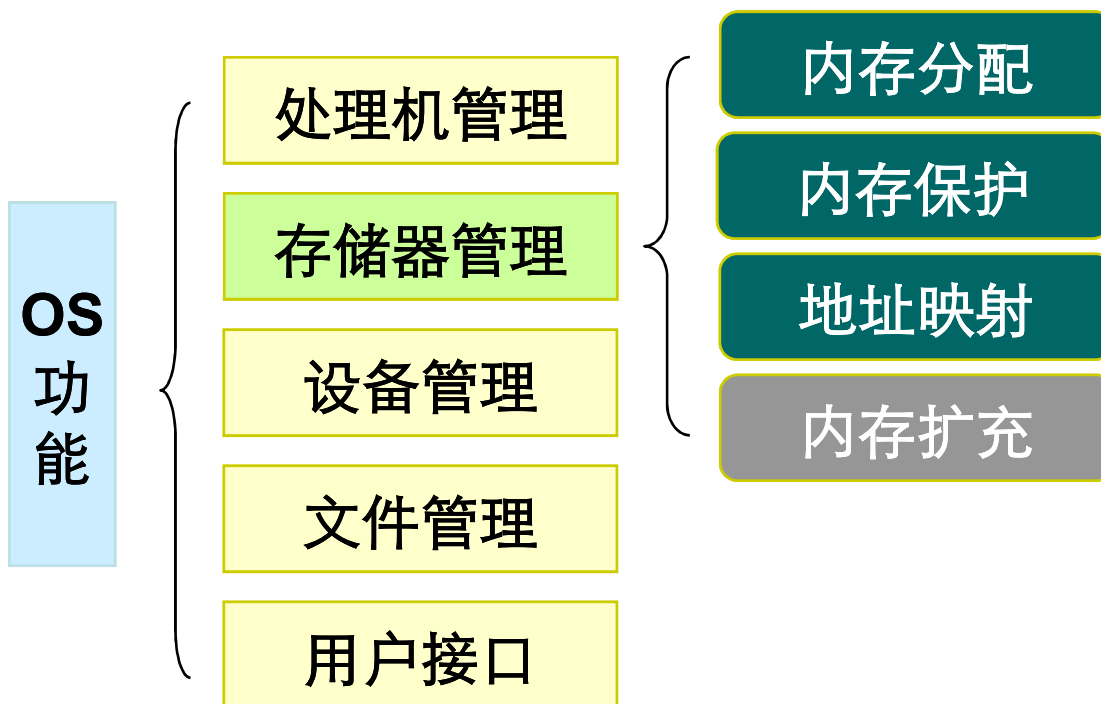 OS
功
能
处理机管理
存储器管理
设备管理
文件管理
用户接口
内存分配
内存保护
地址映射
内存扩充